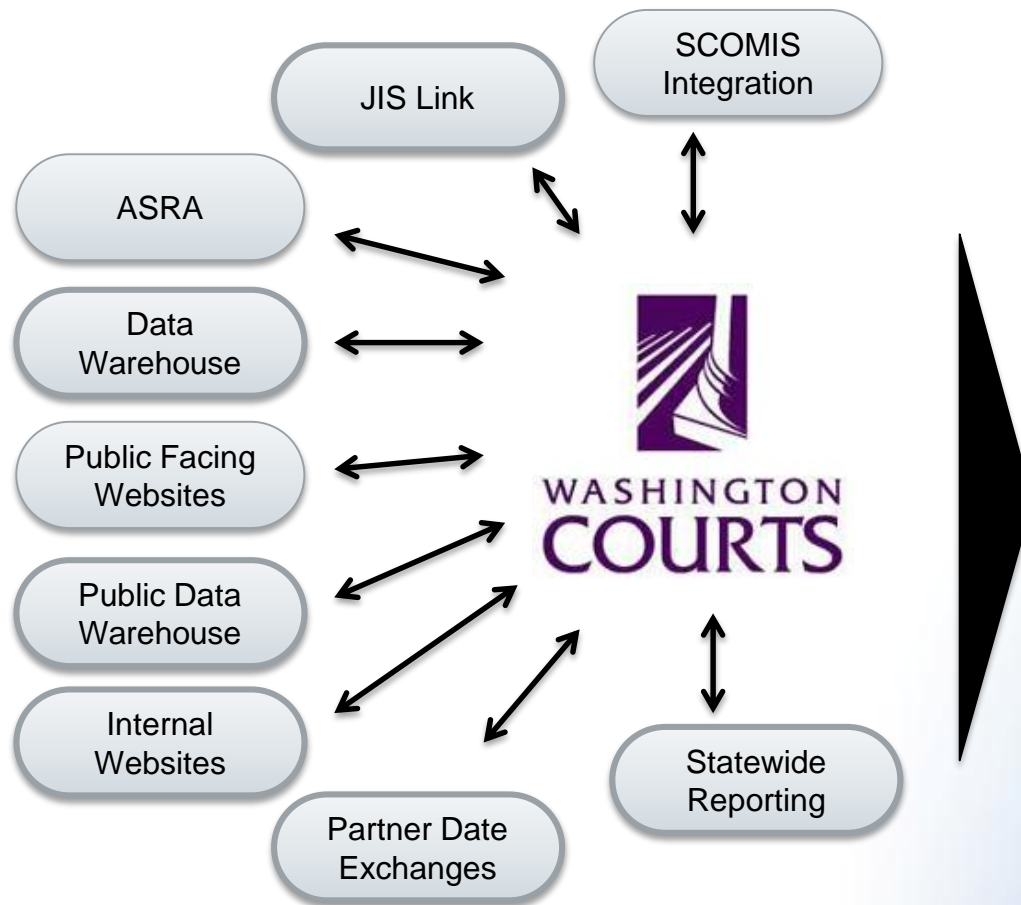 SCOMIS
Integration
JIS Link
ASRA
Data
Warehouse
Public Facing
Websites
Public Data
Warehouse
Internal
Websites
Partner Date
Exchanges
Statewide
Reporting
WASHINGTON
COURTS